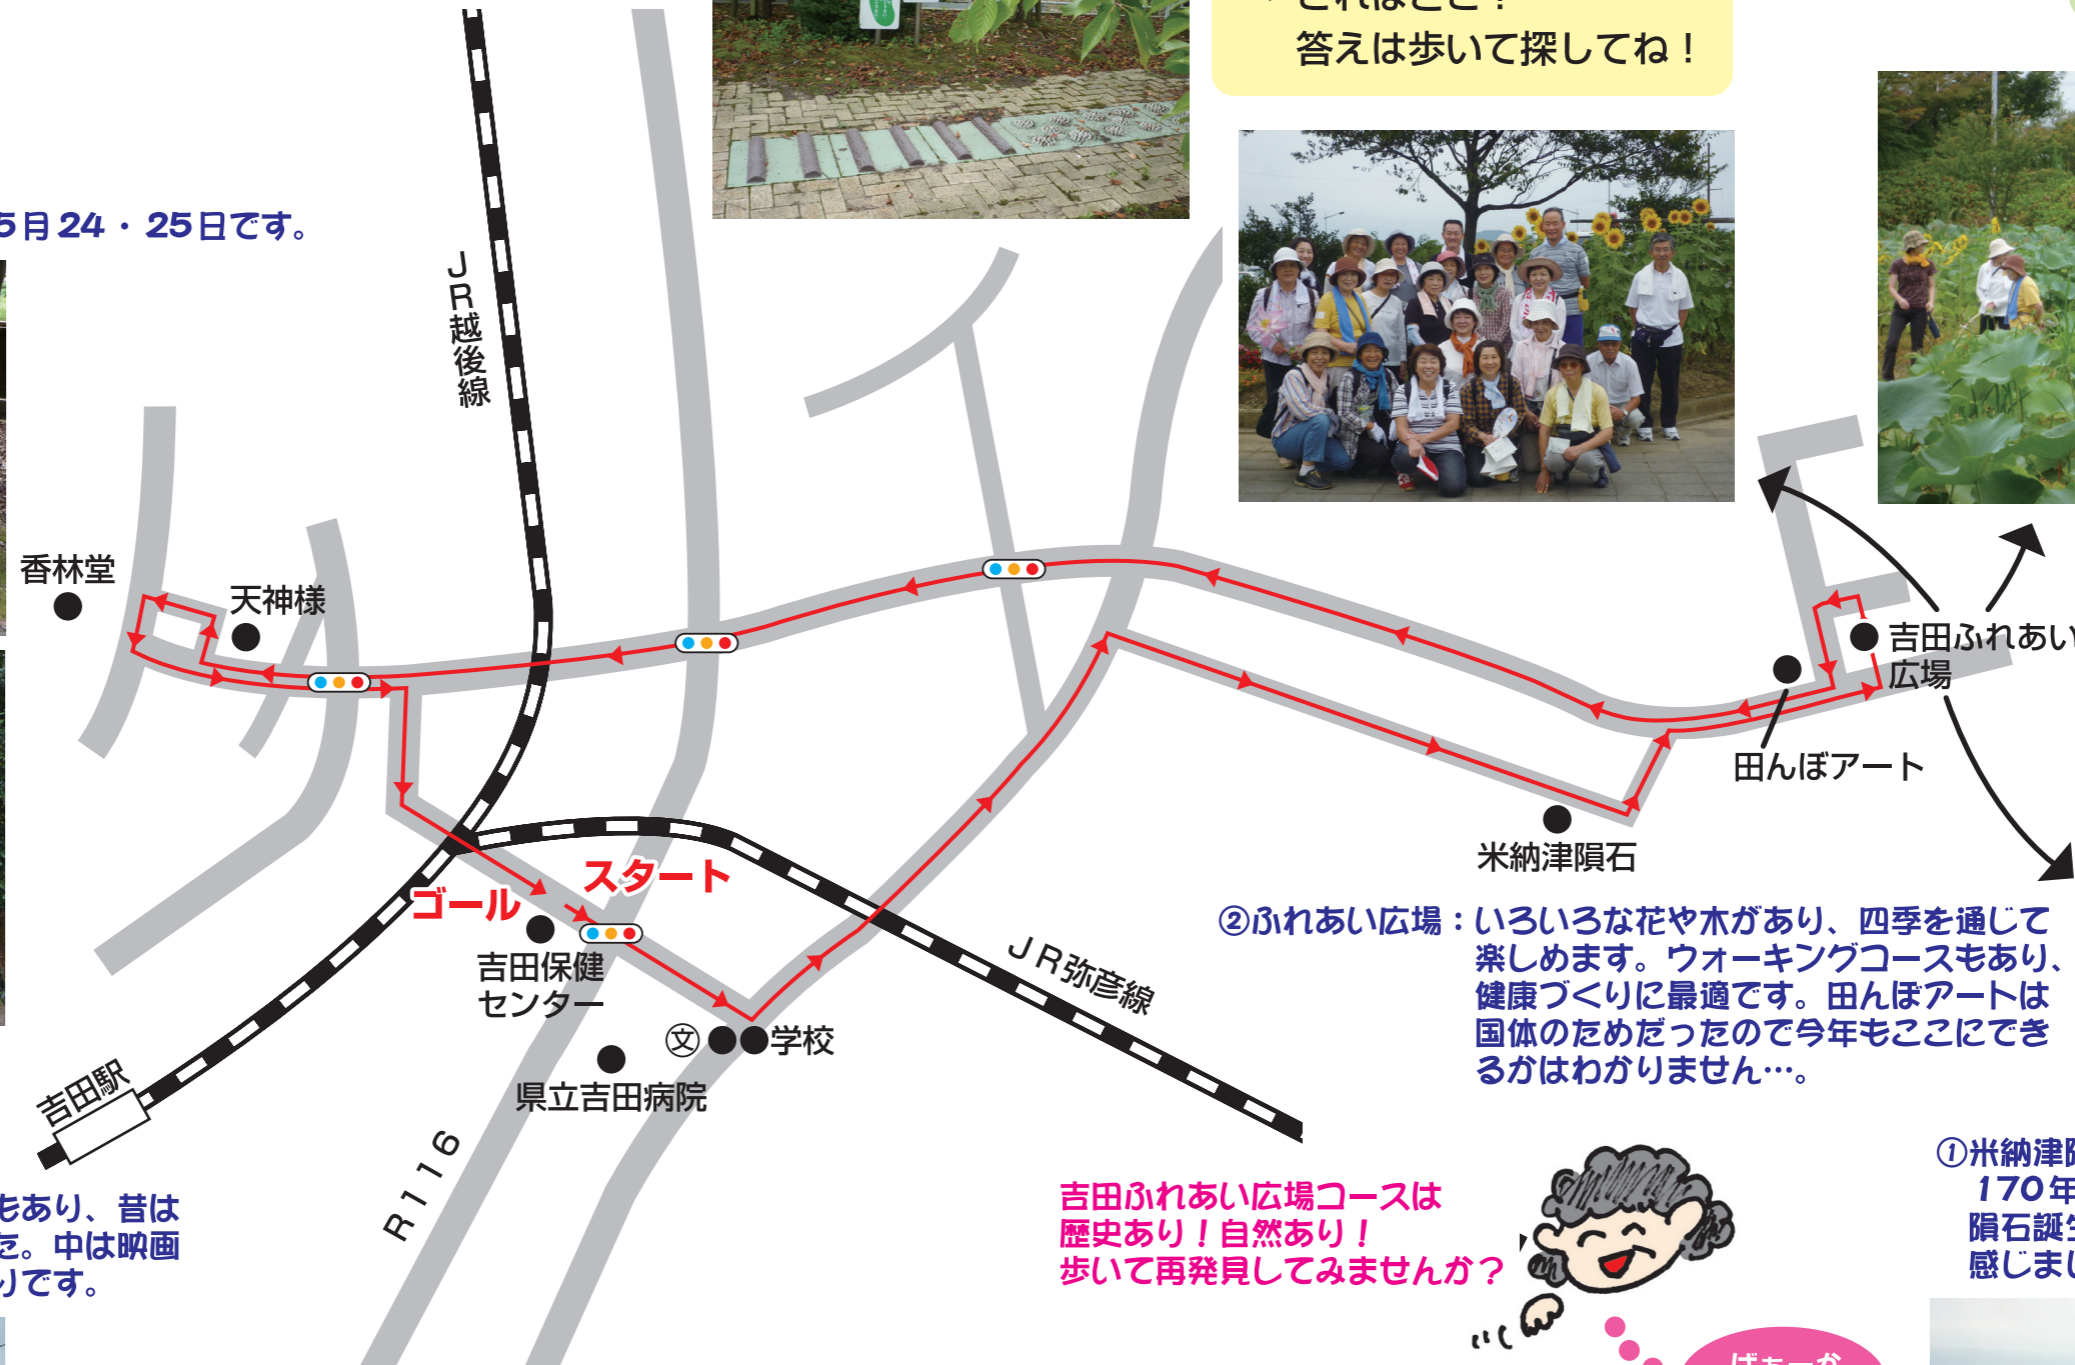 これはどこ？
答えは歩いて探してね！
5月24・25日です。
JR越後線
香林堂
天神様
吉田ふれあい
広場
田んぼアート
米納津隕石
スタート
ゴール
吉田保健
センター
JR弥彦線
文
学校
県立吉田病院
吉田駅
R116
②ふれあい広場：いろいろな花や木があり、四季を通じて
楽しめます。ウォーキングコースもあり、
健康づくりに最適です。田んぼアートは
国体のためだったので今年もここにでき
るかはわかりません…。
もあり、昔は
た。中は映画
りです。
吉田ふれあい広場コースは
歴史あり！自然あり！
歩いて再発見してみませんか？
①米納津隕
170年
隕石誕生
感じまし